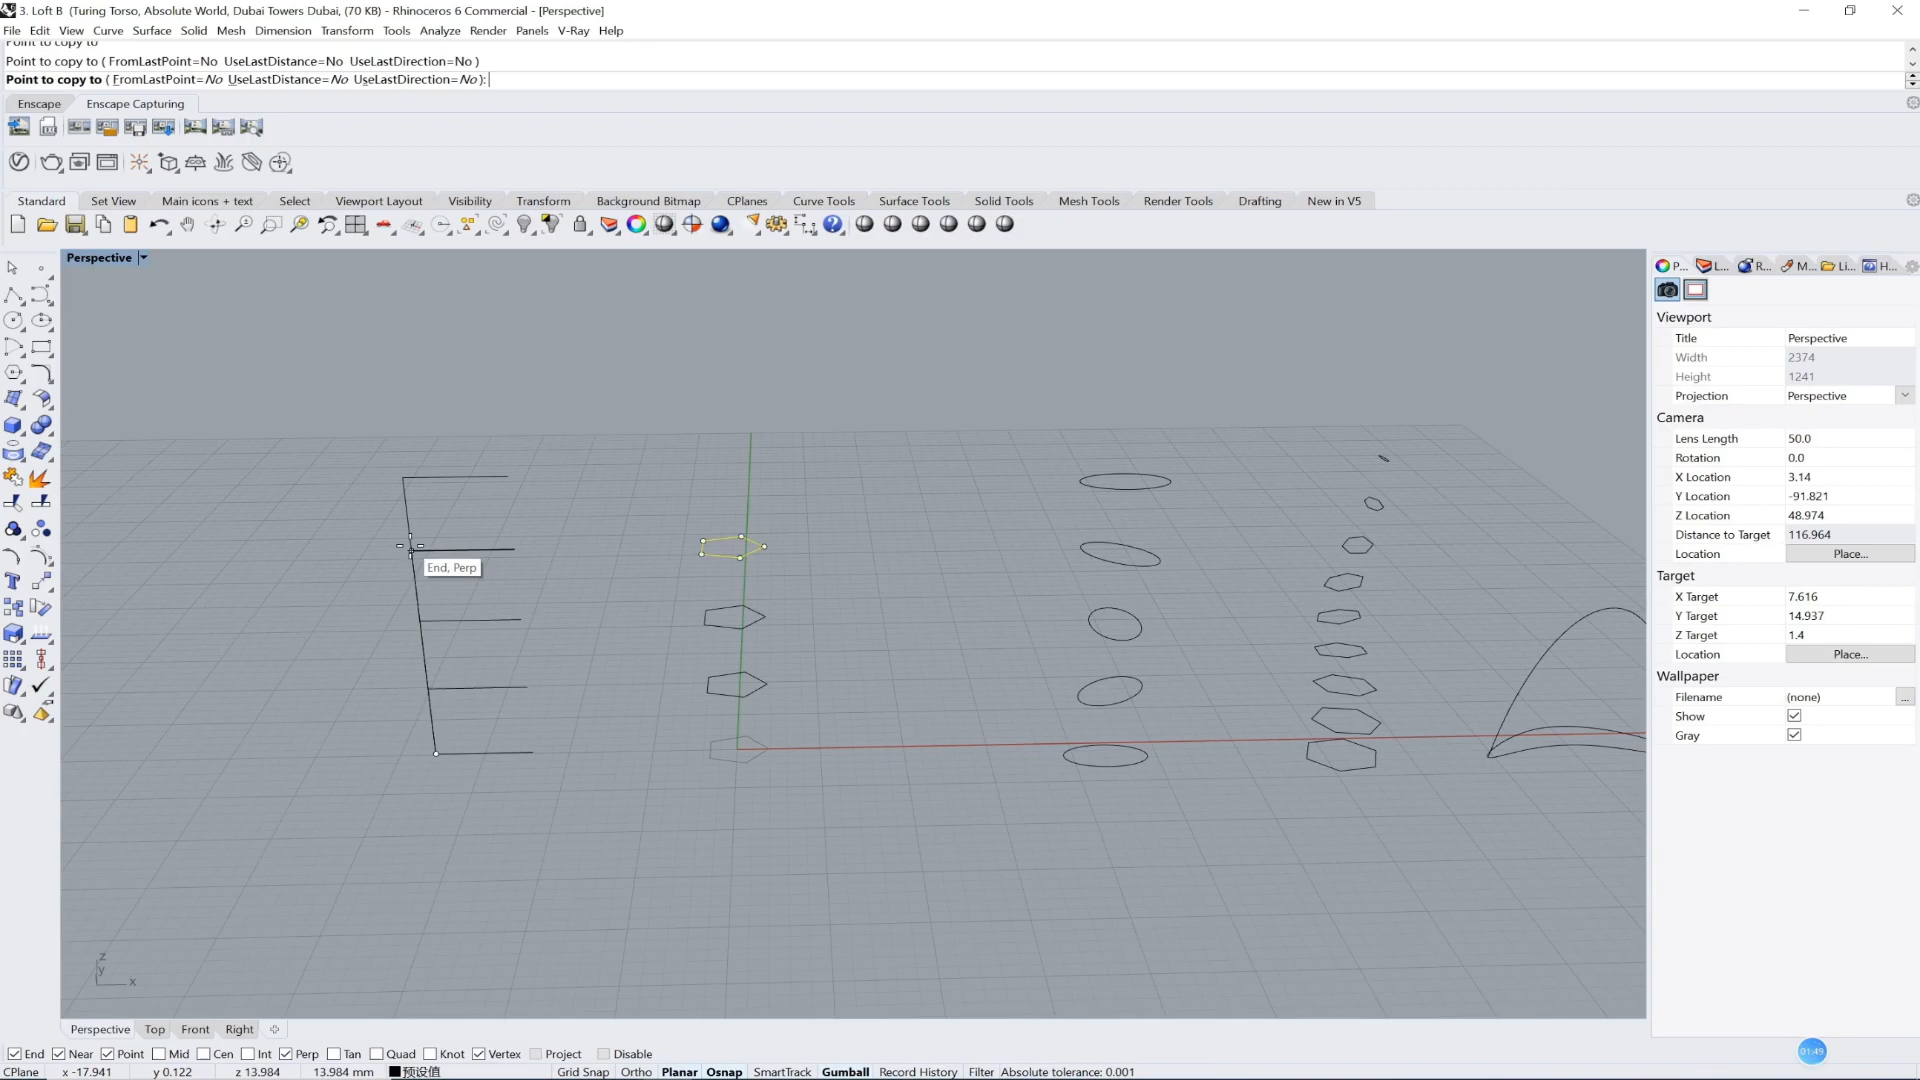 3. Loft B (Turing Torso, Absolute World, Dubai Towers Dubai, (70 KB) - Rhinoceros 6 Commercial - [Perspective]
File Edit View Curve Surface Solid Mesh Dimension Transform Tools Analyze Render Panels V-Ray Help
Point to copy to
Point to copy to ( FromLastPoint=No UseLastDistance=No UseLastDirection=No )
Point to copy to ( FromLastPoint=No UseLastDistance=No UseLastDirection=No ):
Enscape Enscape Capturing
Standard Set View Main icons + text Select Viewport Layout Visibility Transform Background Bitmap CPlanes Curve Tools Surface Tools Solid Tools Mesh Tools Render Tools Drafting New in V5
Perspective
P... L... R... M... Li... H...
Viewport
Title Perspective
Width 2374
Height 1241
Projection Perspective
Camera
Lens Length 50.0
Rotation 0.0
X Location 3.14
Y Location -91.821
Z Location 48.974
Distance to Target 116.964
Location Place...
Target
X Target 7.616
Y Target 14.937
Z Target 1.4
Location Place...
Wallpaper
Filename (none) ...
Show
Gray
End, Perp
z
y
x
Perspective Top Front Right
End Near Point Mid Cen Int Perp Tan Quad Knot Vertex Project Disable
01:49
CPlane x -17.941 y 0.122 z 13.984 13.984 mm 预设值 Grid Snap Ortho Planar Osnap SmartTrack Gumball Record History Filter Absolute tolerance: 0.001